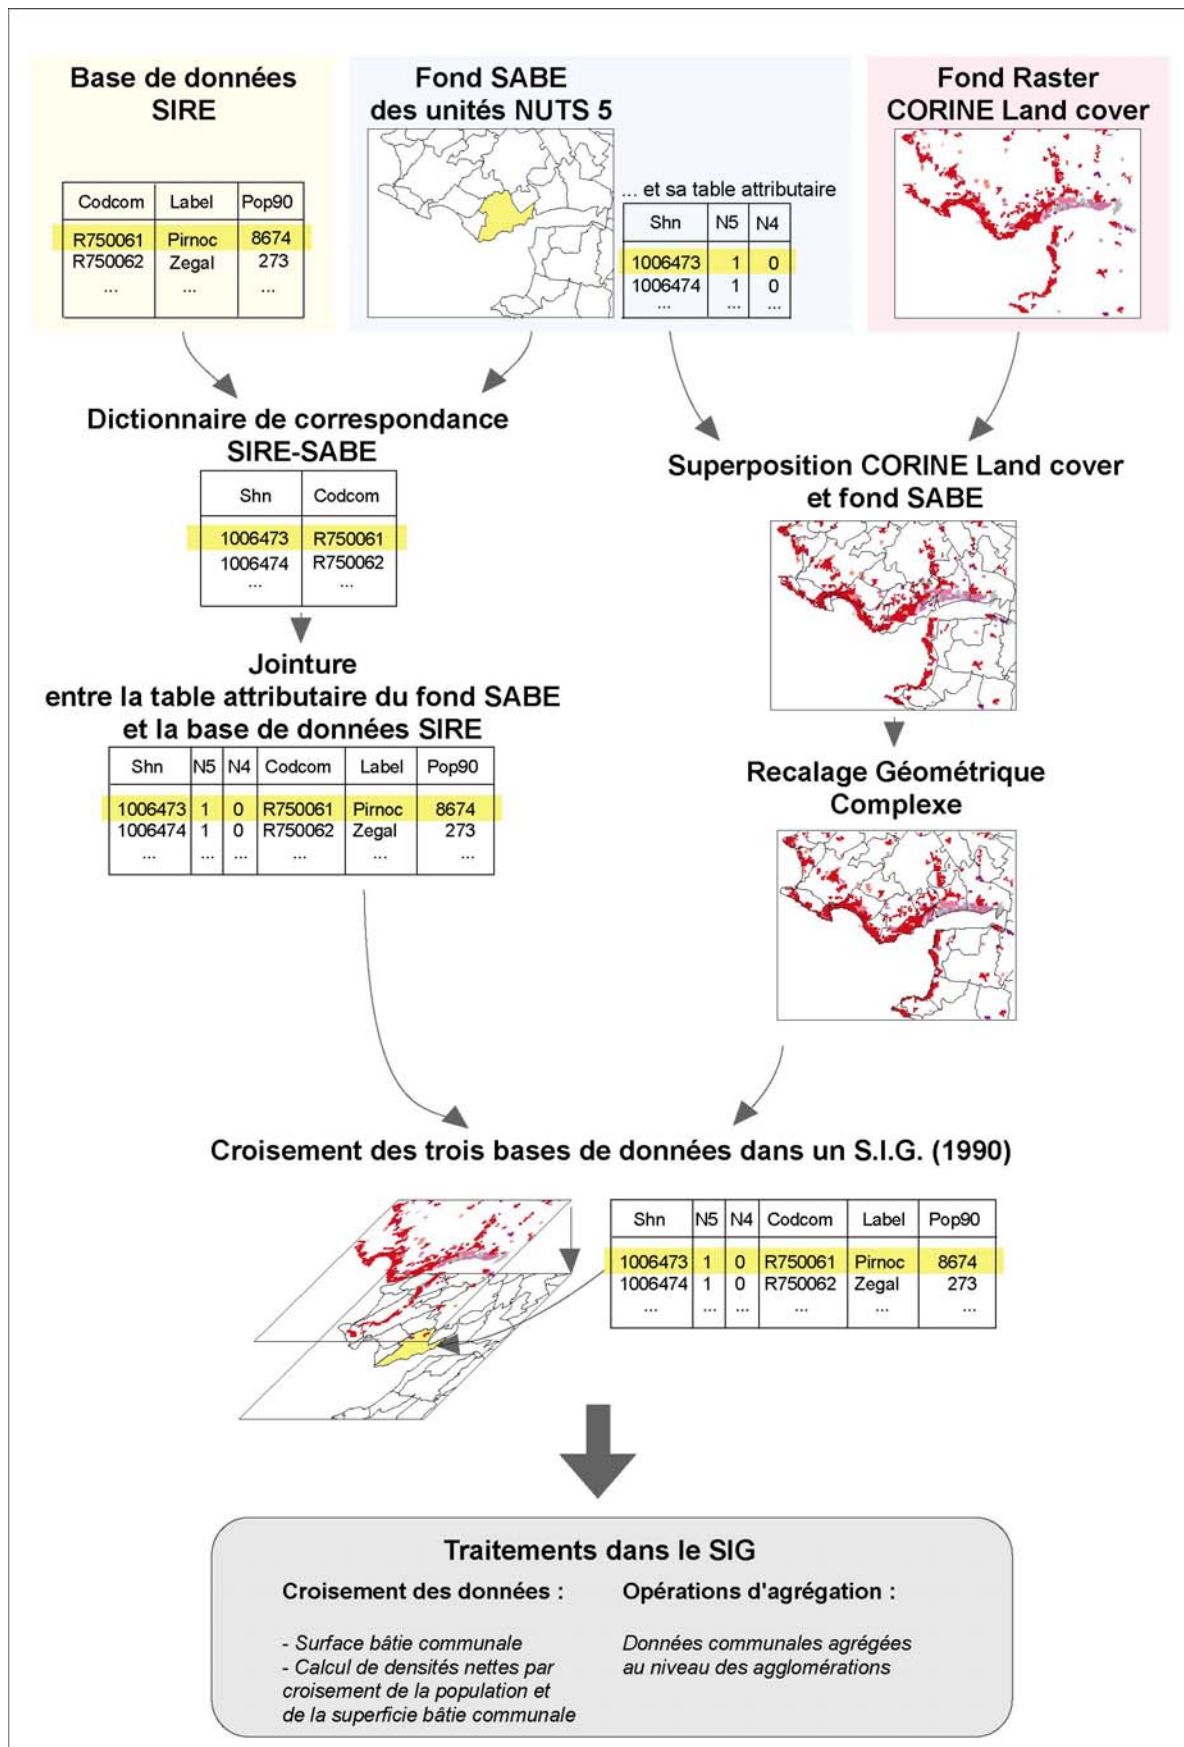 Base de données
SIRE
Codcom Label Pop90
R750061 Pirnoc 8674
R750062 Zegal 273
... ... ...
Fond SABE
des unités NUTS 5
... et sa table attributaire
Shn N5 N4
1006473 1 0
1006474 1 0
... ... ...
Fond Raster
CORINE Land cover
Dictionnaire de correspondance
SIRE-SABE
Shn Codcom
1006473 R750061
1006474 R750062
... ...
Jointure
entre la table attributaire du fond SABE
et la base de données SIRE
Shn N5 N4 Codcom Label Pop90
1006473 1 0 R750061 Pirnoc 8674
1006474 1 0 R750062 Zegal 273
... ... ... ... ... ...
Superposition CORINE Land cover
et fond SABE
Recalage Géométrique
Complexe
Croisement des trois bases de données dans un S.I.G. (1990)
Shn N5 N4 Codcom Label Pop90
1006473 1 0 R750061 Pirnoc 8674
1006474 1 0 R750062 Zegal 273
... ... ... ... ... ...
Traitements dans le SIG
Croisement des données :
- Surface bâtie communale
- Calcul de densités nettes par
croisement de la population et
de la superficie bâtie communale
Opérations d'agrégation :
Données communales agrégées
au niveau des agglomérations